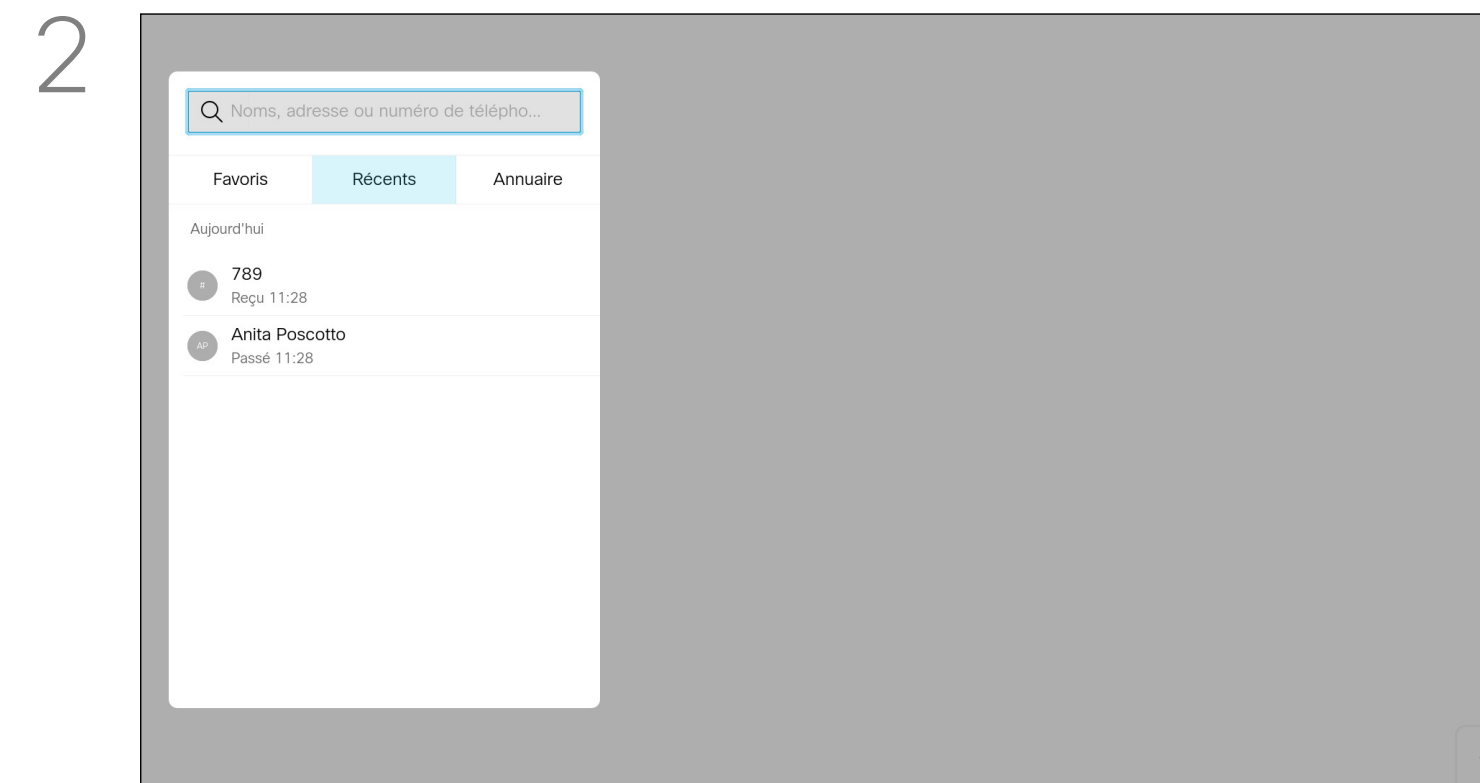 2
Noms, adresse ou numéro de télépho...
Favoris Récents Annuaire
Aujourd'hui
789
# Reçu 11:28
Anita Poscotto
AP Passé 11:28